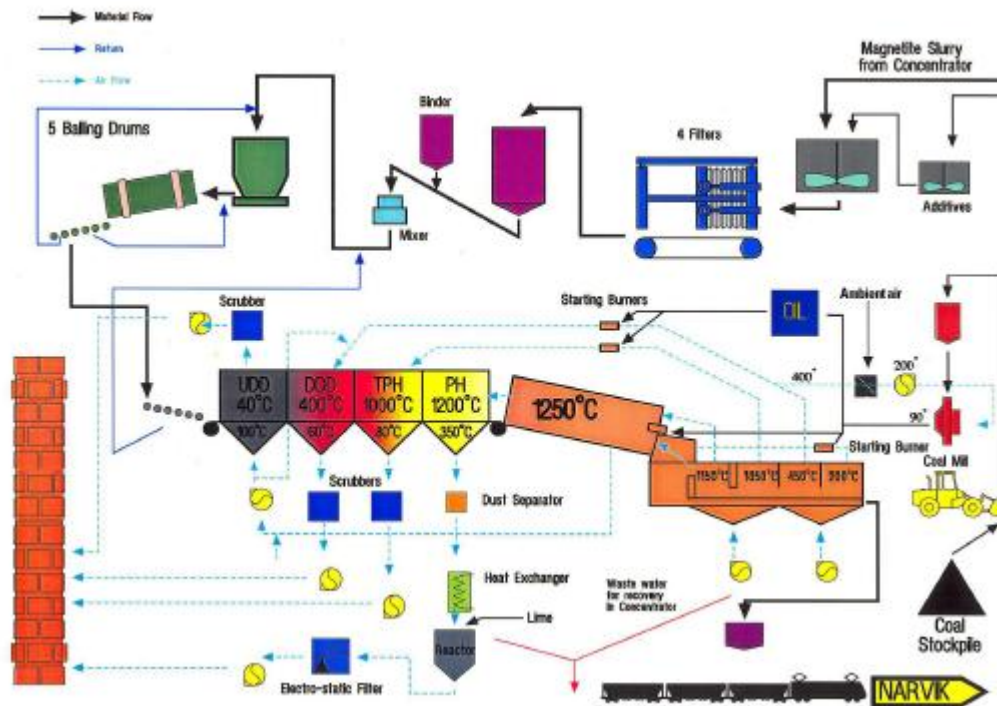 Material Flow
Return
Air Flow
Magnetite Slurry
from Concentrator
5 Balling Drums
Binder
4 Filters
Mixer
Additives
Scrubber
Starting Burners
OIL
Ambient air
400°
200°
UDD
40°C
100°C
DDD
400°C
60°C
TPH
1000°C
80°C
PH
1200°C
350°C
1250°C
90°
Starting Burner
Coal Mill
1150°C
1050°C
450°C
200°C
Scrubbers
Dust Separator
Heat Exchanger
Waste water
for recovery
in Concentrator
Lime
Reactor
Coal
Stockpile
Electro-static Filter
NARVIK